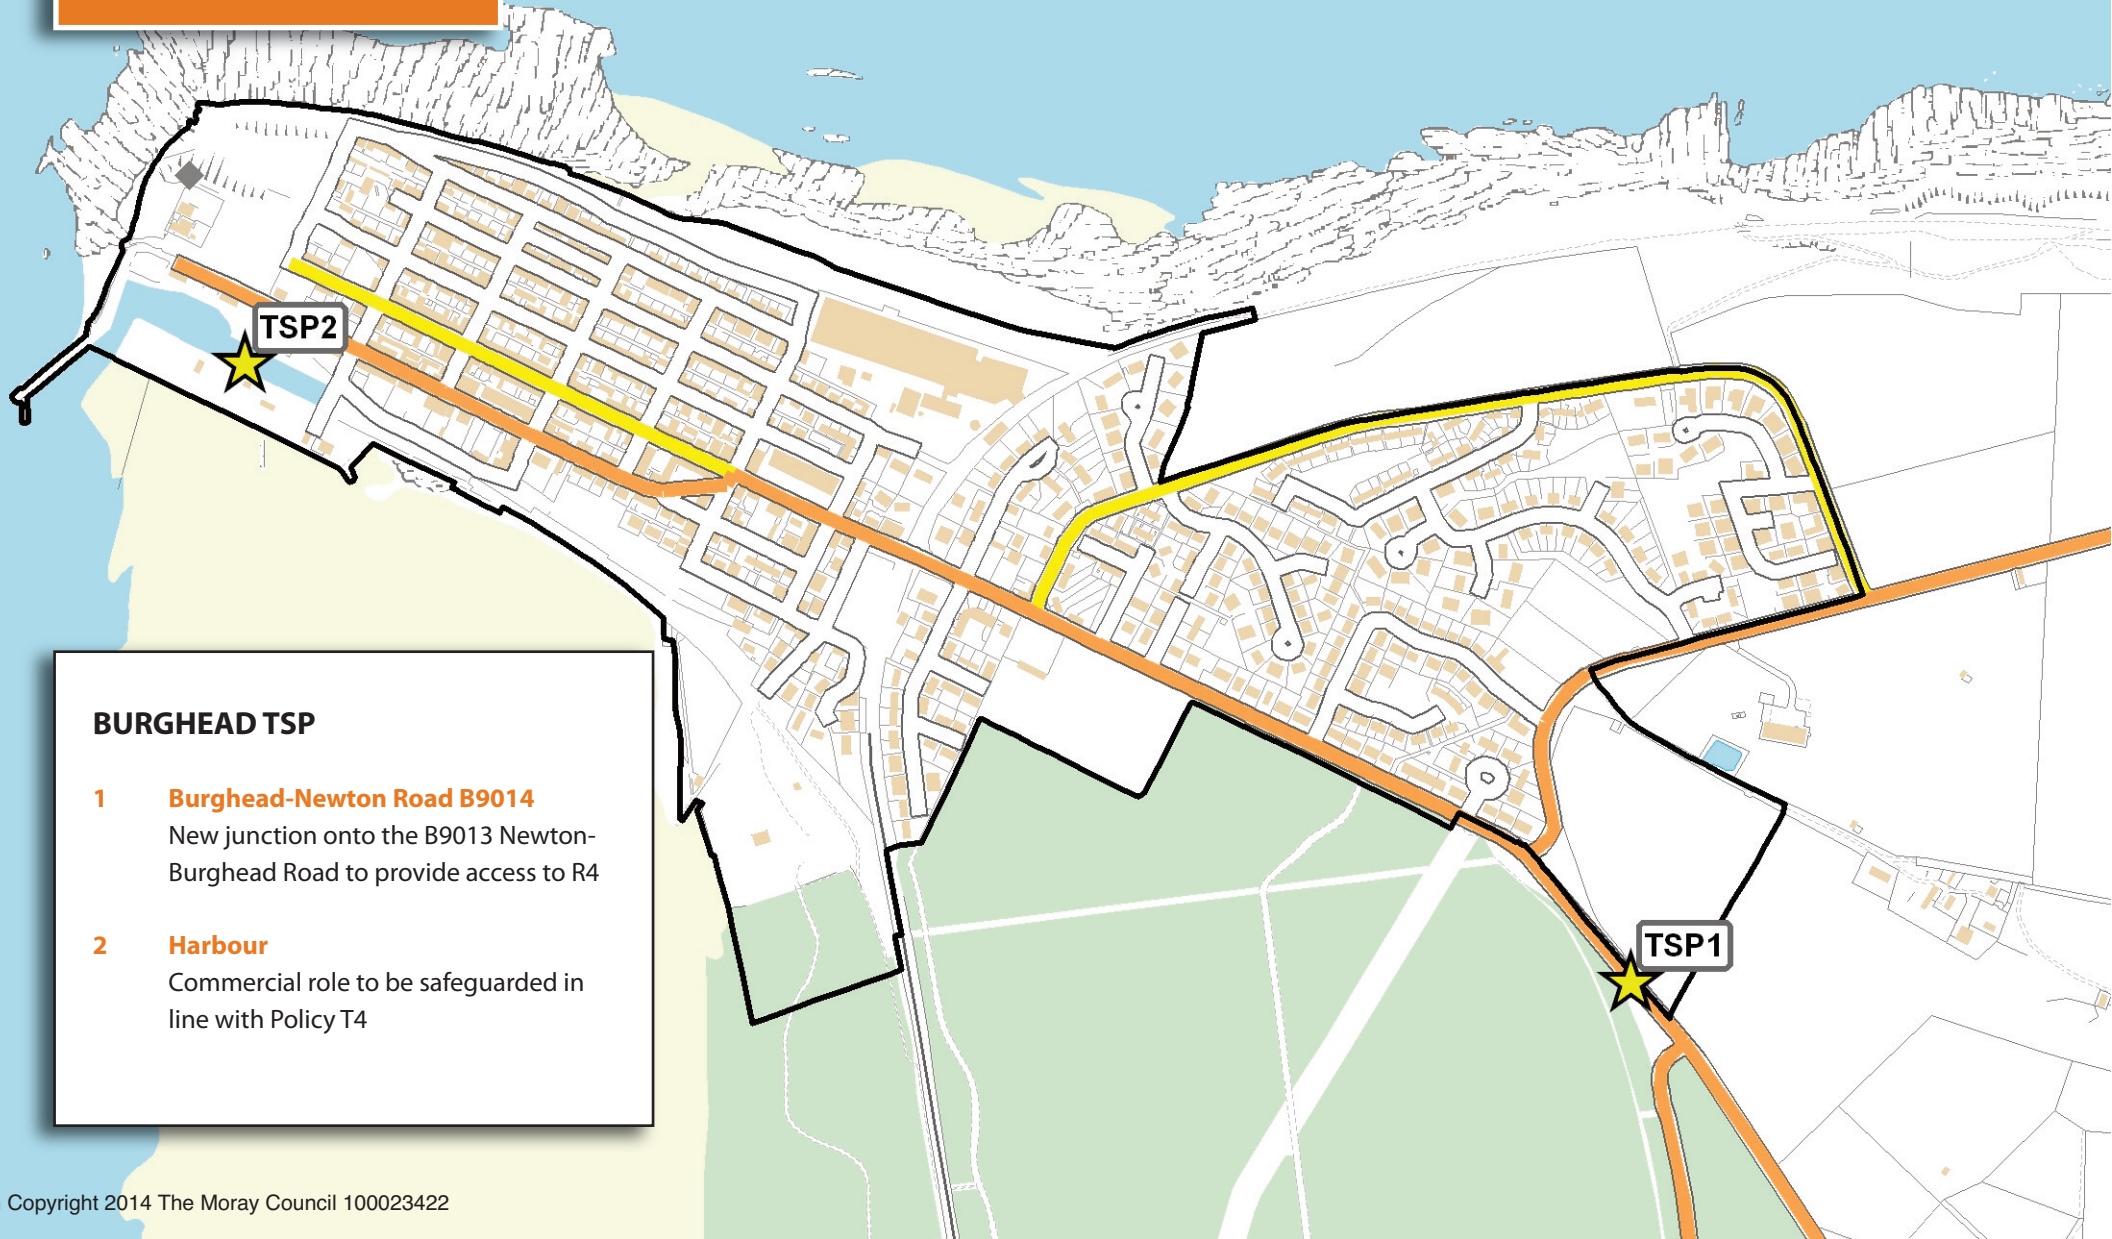 TSP2
TSP1
BURGHEAD TSP
1 Burghead-Newton Road B9014
New junction onto the B9013 Newton-
Burghead Road to provide access to R4
2 Harbour
Commercial role to be safeguarded in
line with Policy T4
Copyright 2014 The Moray Council 100023422